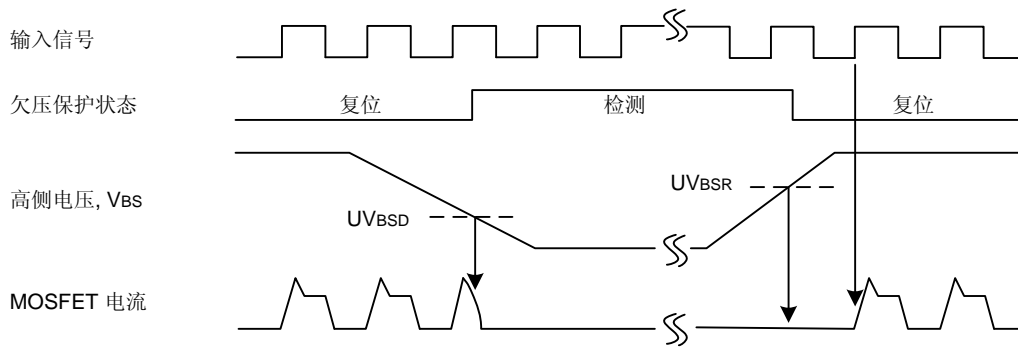 输入信号
欠压保护状态
复位
检测
复位
高侧电压, VBS
UVBSD
UVBSR
MOSFET 电流